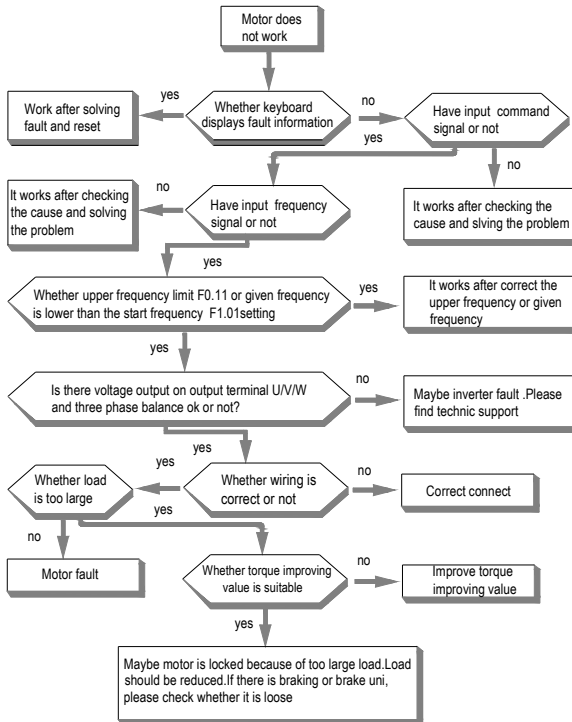 Motor does
not work
yes
Work after solving
fault and reset
Whether keyboard
displays fault information
no
Have input command
signal or not
yes
no
It works after checking
the cause and solving
the problem
no
Have input frequency
signal or not
It works after checking the
cause and slving the problem
yes
Whether upper frequency limit F0.11 or given frequency
is lower than the start frequency F1.01setting
yes
It works after correct the
upper frequency or given
frequency
yes
Is there voltage output on output terminal U/V/W
and three phase balance ok or not?
no
Maybe inverter fault .Please
find technic support
yes
yes
Whether load
is too large
Whether wiring is
correct or not
no
Correct connect
yes
no
Motor fault
Whether torque improving
value is suitable
no
Improve torque
improving value
yes
Maybe motor is locked because of too large load.Load
should be reduced.If there is braking or brake uni,
please check whether it is loose